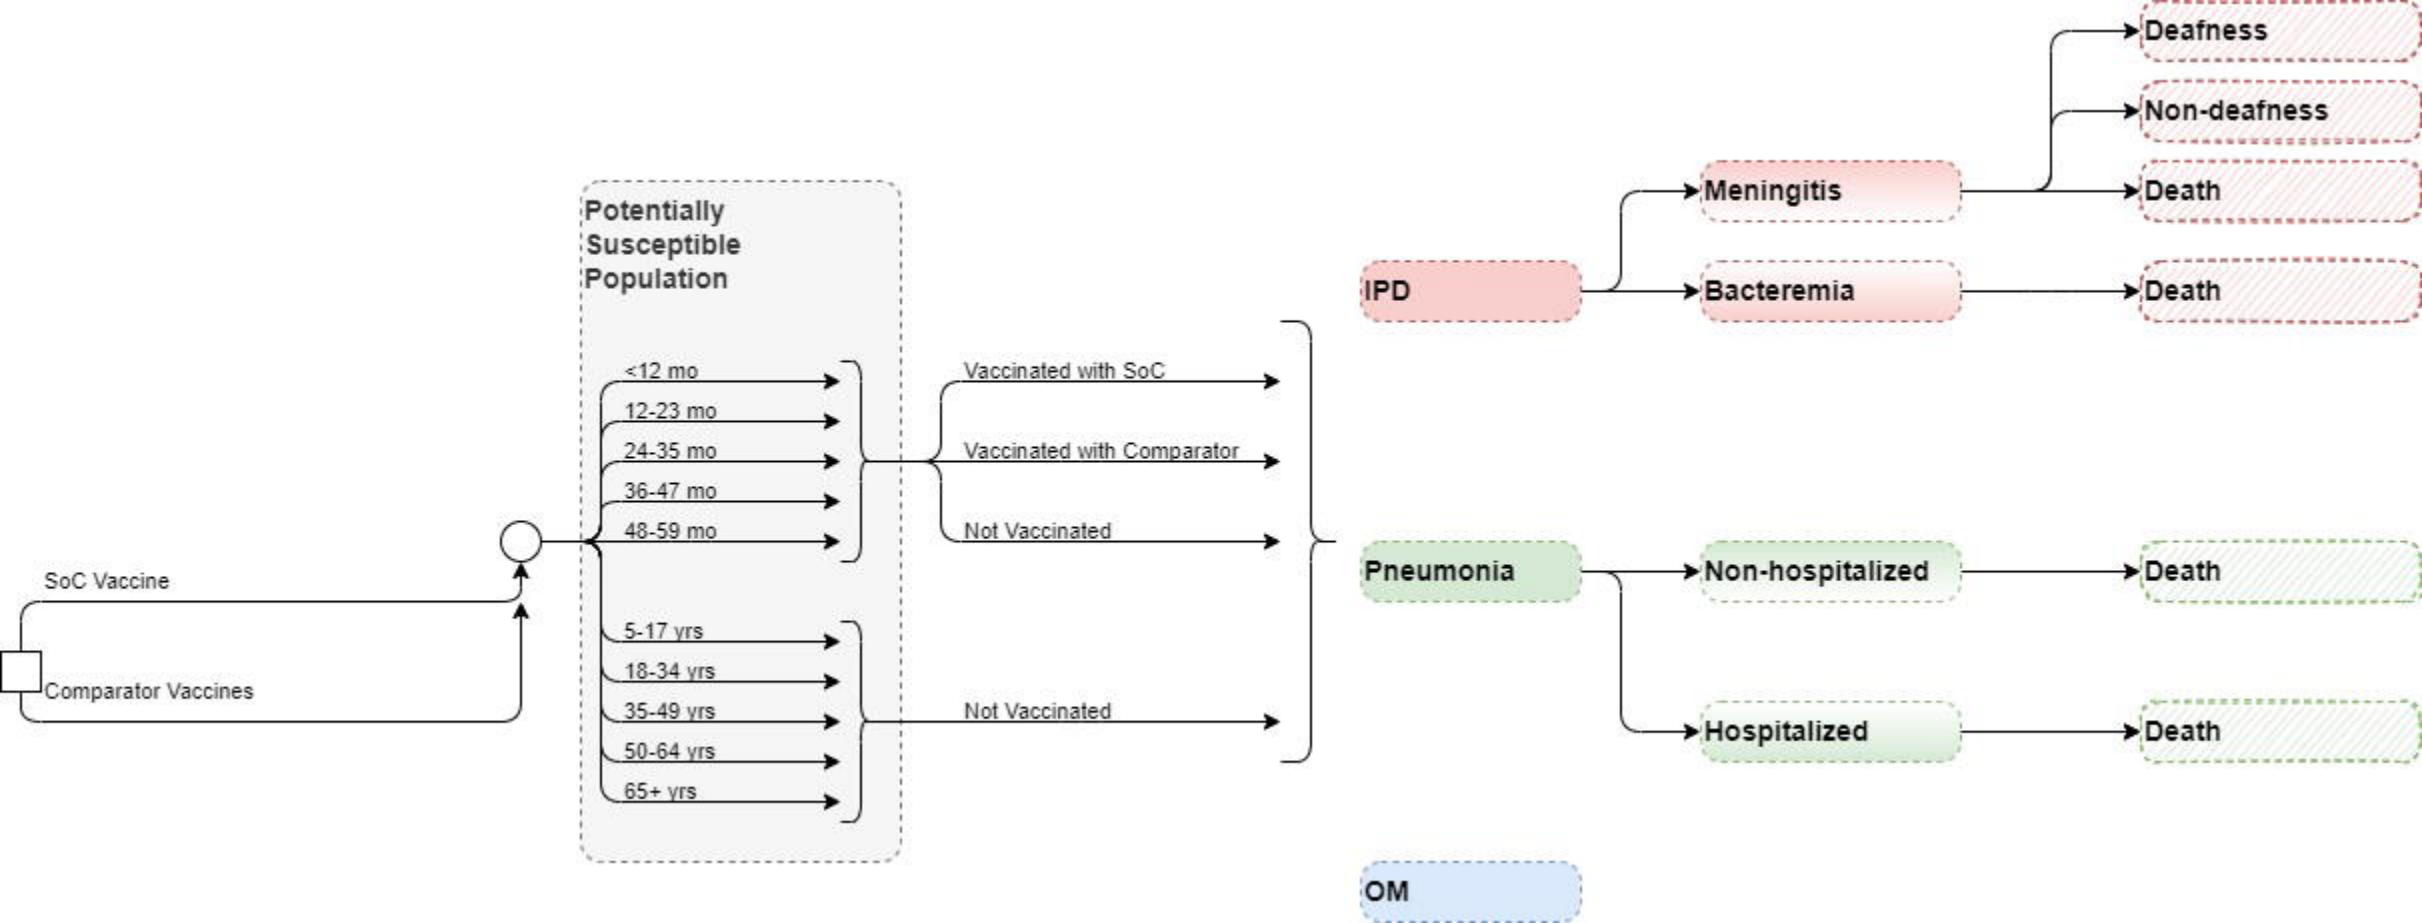 SoC Vaccine
Comparator Vaccines
Potentially
Susceptible
Population
<12 mo
12-23 mo
24-35 mo
36-47 mo
48-59 mo
5-17 yrs
18-34 yrs
35-49 yrs
50-64 yrs
65+ yrs
Vaccinated with SoC
Vaccinated with Comparator
Not Vaccinated
Not Vaccinated
IPD
Meningitis
Deafness
Non-deafness
Death
Bacteremia
Death
Pneumonia
Non-hospitalized
Death
Hospitalized
Death
OM